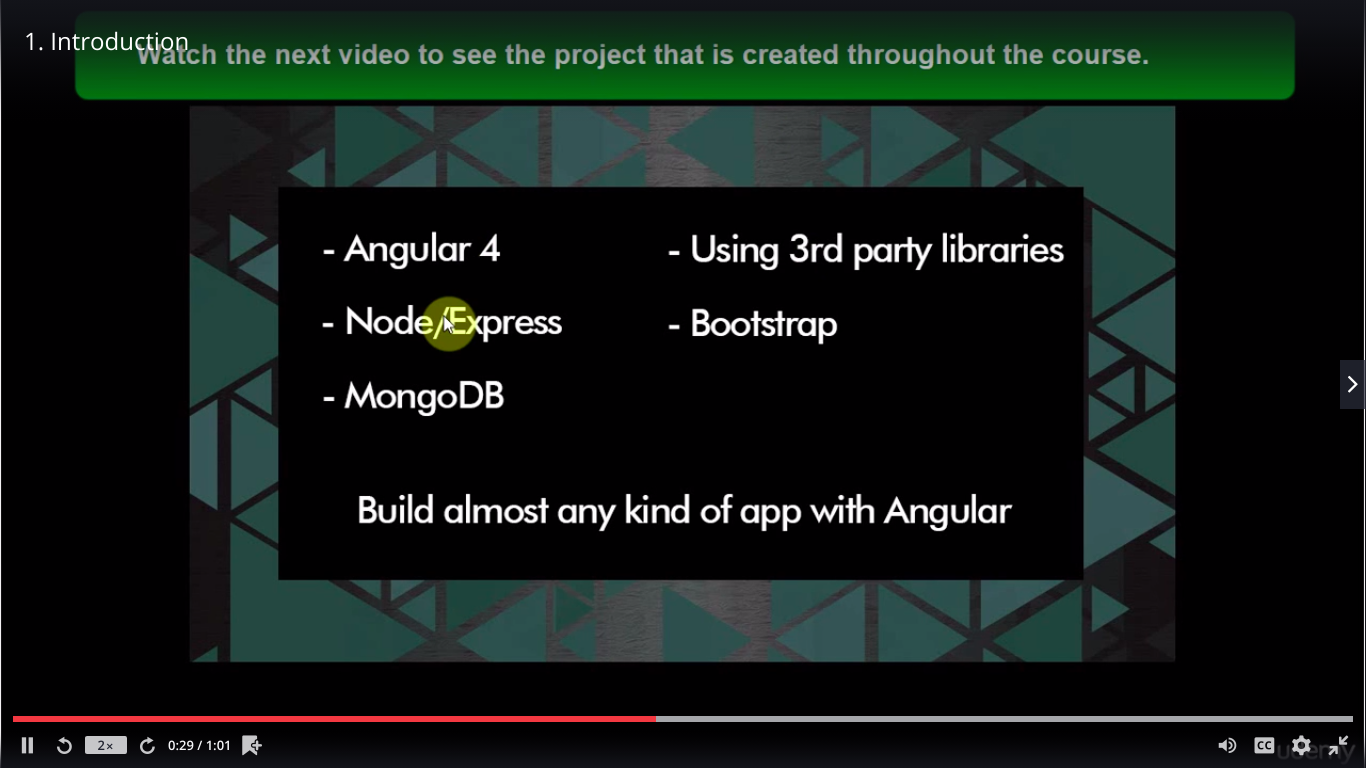 1. Introduction
Watch the next video to see the project that is created throughout the course.
- Angular 4
- Node/Express
- MongoDB
- Using 3rd party libraries
- Bootstrap
Build almost any kind of app with Angular
2×
0:29 / 1:01
CC
udemy